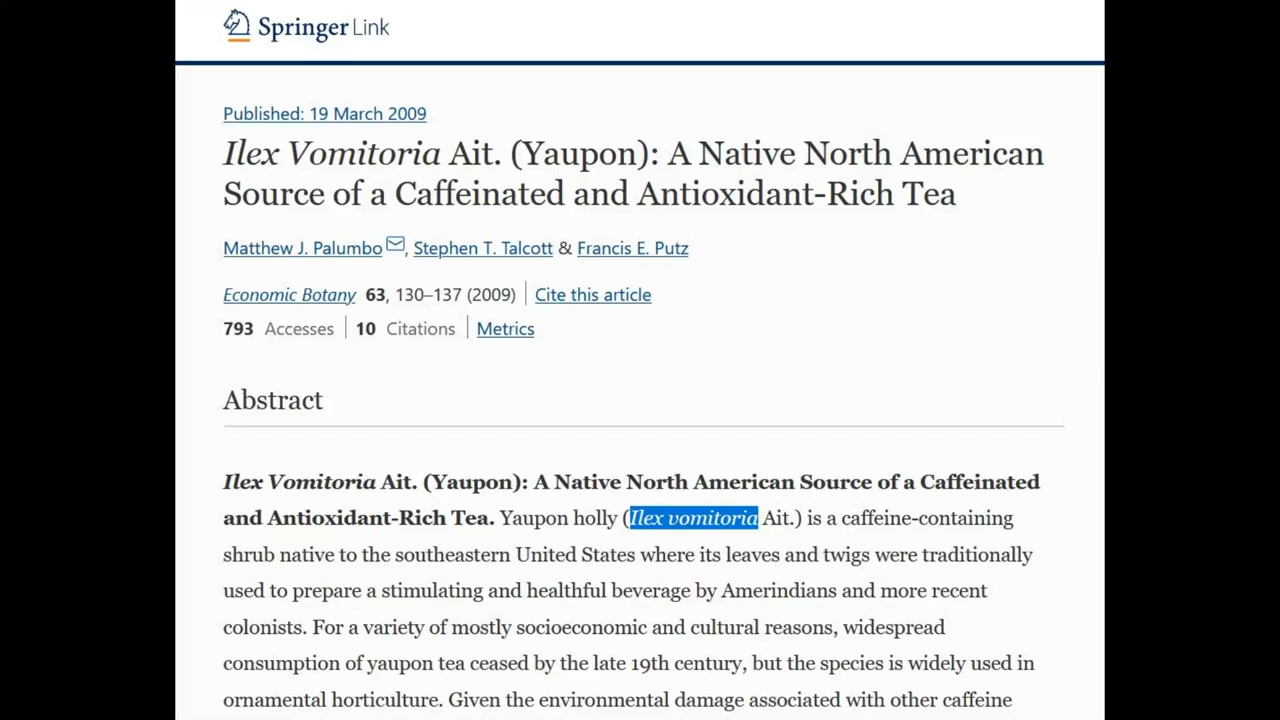 Springer Link
Published: 19 March 2009
Ilex Vomitoria Ait. (Yaupon): A Native North American
Source of a Caffeinated and Antioxidant-Rich Tea
Matthew J. Palumbo, Stephen T. Talcott & Francis E. Putz
Economic Botany 63, 130–137 (2009) Cite this article
793 Accesses 10 Citations Metrics
Abstract
Ilex Vomitoria Ait. (Yaupon): A Native North American Source of a Caffeinated
and Antioxidant-Rich Tea. Yaupon holly (Ilex vomitoria Ait.) is a caffeine-containing
shrub native to the southeastern United States where its leaves and twigs were traditionally
used to prepare a stimulating and healthful beverage by Amerindians and more recent
colonists. For a variety of mostly socioeconomic and cultural reasons, widespread
consumption of yaupon tea ceased by the late 19th century, but the species is widely used in
ornamental horticulture. Given the environmental damage associated with other caffeine